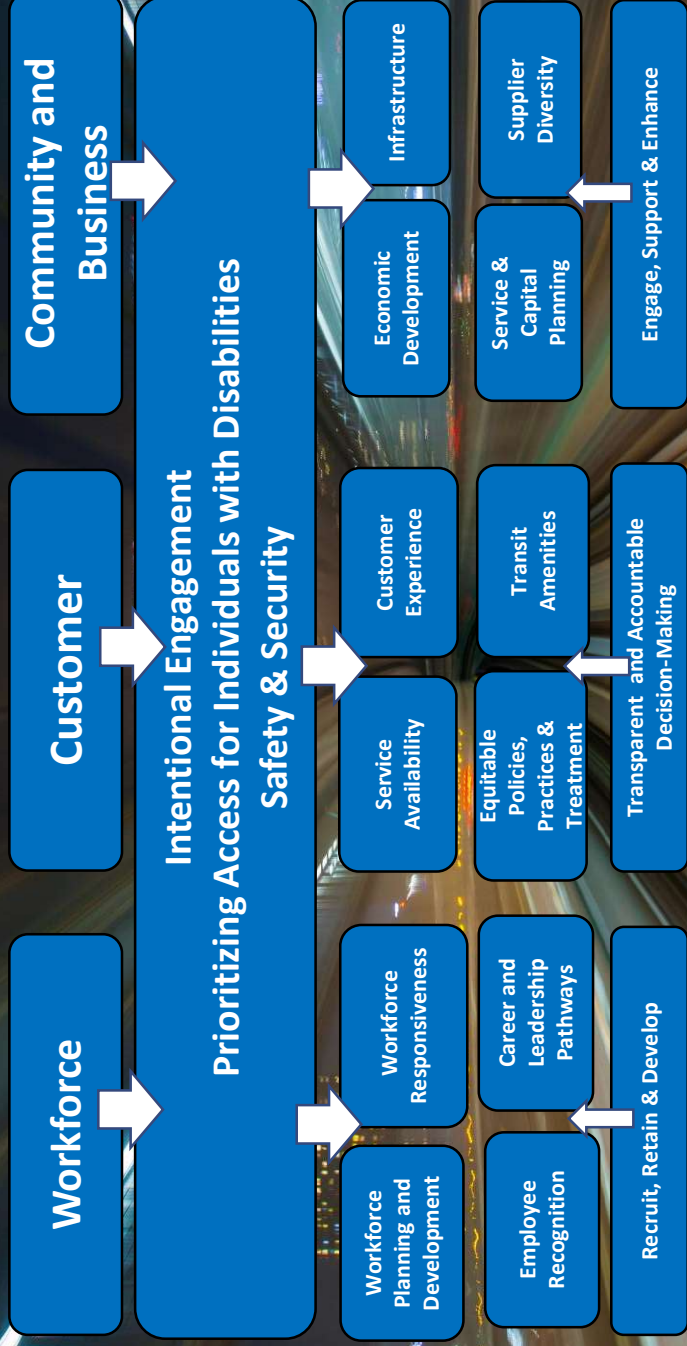 Workforce
Customer
Community and
Business
Intentional Engagement
Prioritizing Access for Individuals with Disabilities
Safety & Security
Workforce
Planning and
Development
Workforce
Responsiveness
Service
Availability
Customer
Experience
Economic
Development
Infrastructure
Employee
Recognition
Career and
Leadership
Pathways
Equitable
Policies,
Practices &
Treatment
Transit
Amenities
Service &
Capital
Planning
Supplier
Diversity
Recruit, Retain & Develop
Transparent and Accountable
Decision-Making
Engage, Support & Enhance